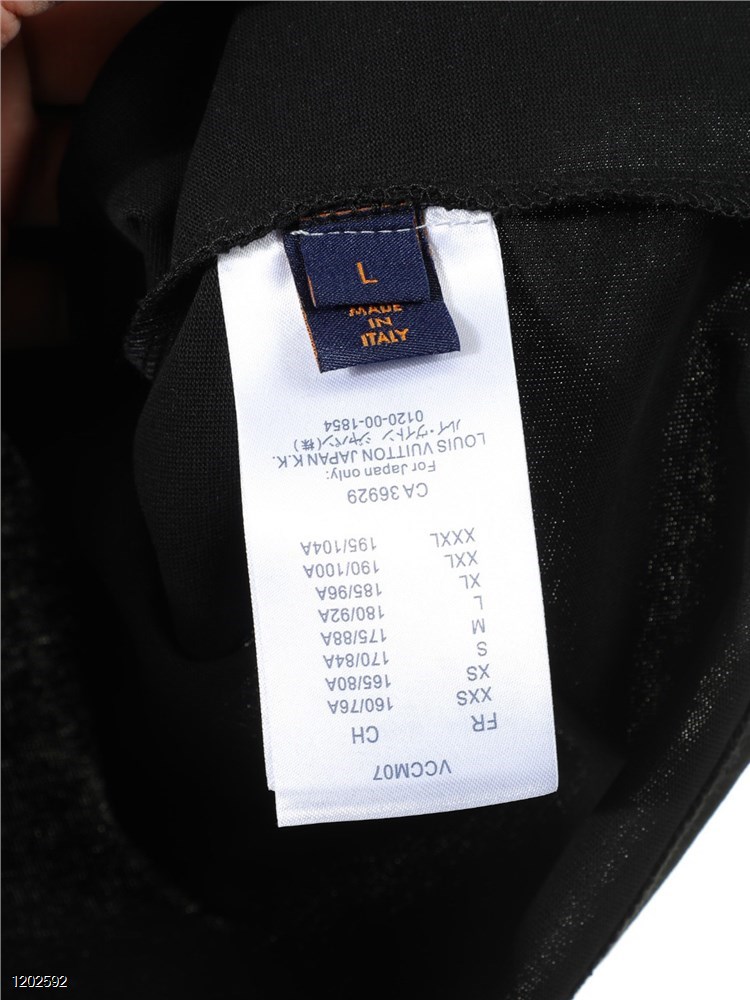 L
MADE
IN
ITALY
VCCM07
FR CH
XXS 160/76A
XS 165/80A
S 170/84A
M 175/88A
L 180/92A
XL 185/96A
XXL 190/100A
XXXL 195/104A
CA 36929
For Japan only:
LOUIS VUITTON JAPAN K.K.
ルイ・ヴィトン ジャパン(株)
0120-00-1854
1202592